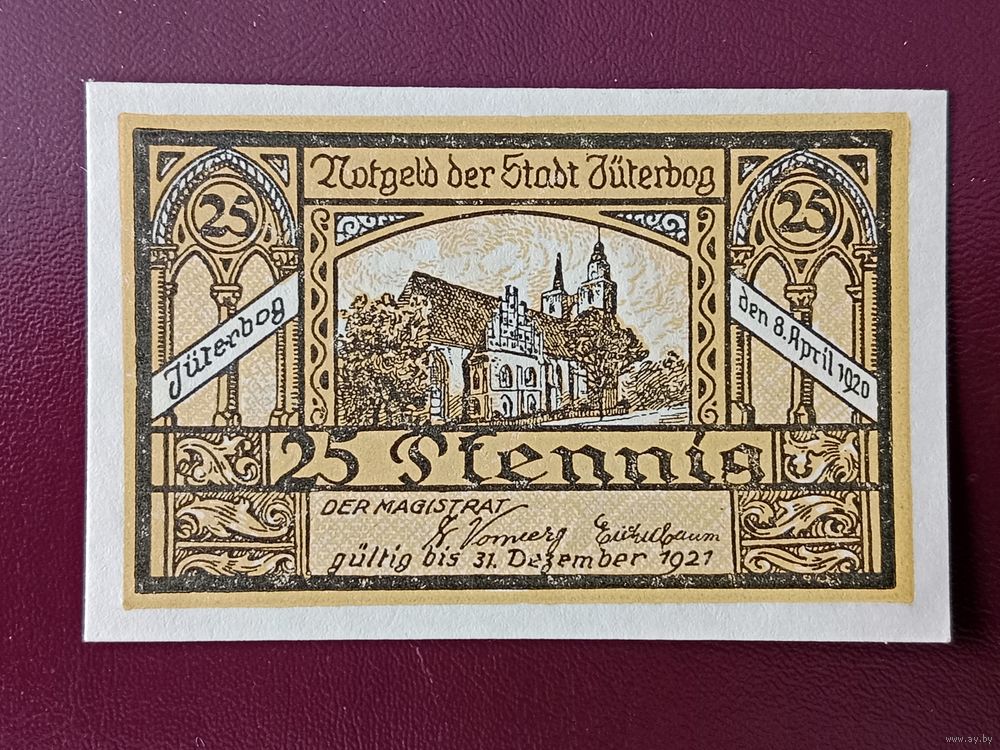 Notgeld der Stadt Jüterbog
25
25
Jüterbog
den 8. April 1920
25 Pfennig
DER MAGISTRAT
Eichelbaum
gültig bis 31. Dezember 1921
www.ay.by